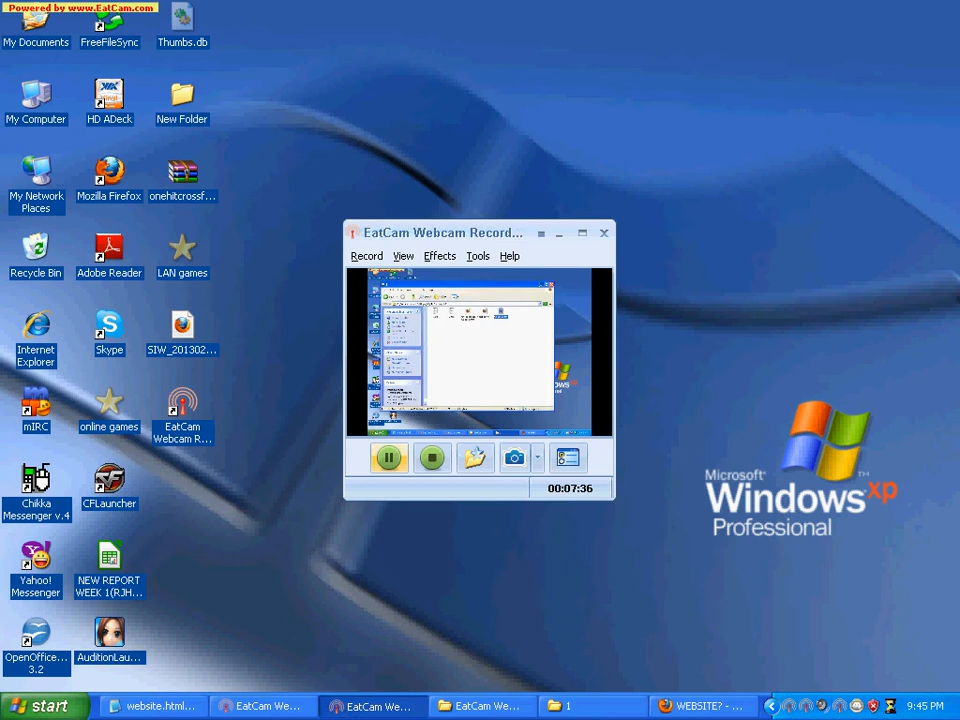 Powered by www.EatCam.com
My Documents
FreeFileSync
Thumbs.db
My Computer
HD ADeck
New Folder
My Network
Places
Mozilla Firefox
onehitcrossf...
Recycle Bin
Adobe Reader
LAN games
Internet
Explorer
Skype
SIW_201302...
mIRC
online games
EatCam
Webcam R...
Chikka
Messenger v.4
CFLauncher
Yahoo!
Messenger
NEW REPORT
WEEK 1(RJH...
OpenOffice...
3.2
AuditionLau...
EatCam Webcam Record...
Record View Effects Tools Help
00:07:36
Microsoft®
Windows xp
Professional
start
website.html...
EatCam We...
EatCam We...
EatCam We...
1
WEBSITE? - ...
9:45 PM